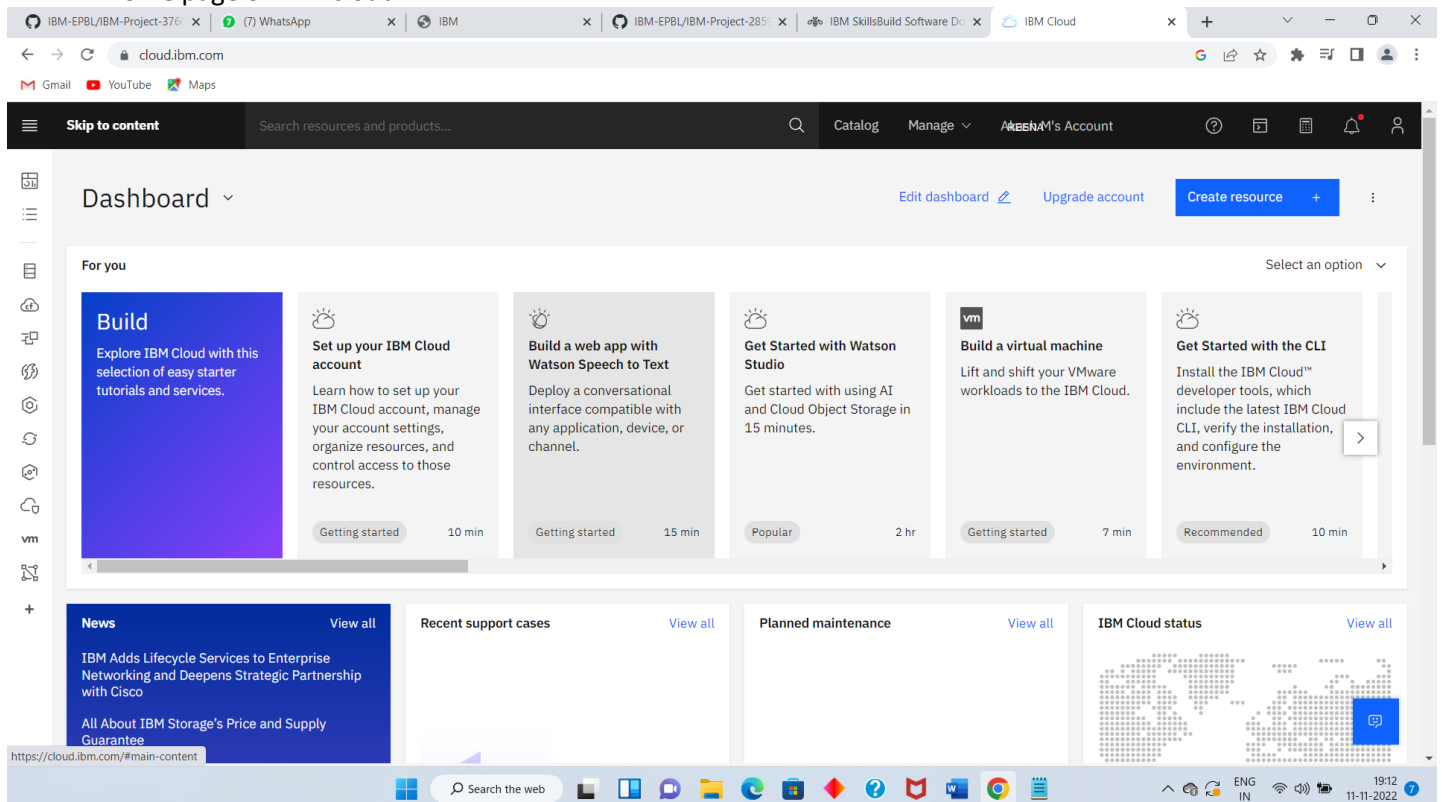 IBM-EPBL/IBM-Project-376
(7) WhatsApp
IBM
IBM-EPBL/IBM-Project-285
IBM SkillsBuild Software Do
IBM Cloud
cloud.ibm.com
Gmail YouTube Maps
Skip to content
Search resources and products...
Catalog Manage M's Account
Dashboard
Edit dashboard Upgrade account Create resource +
For you
Select an option
Build
Explore IBM Cloud with this
selection of easy starter
tutorials and services.
Set up your IBM Cloud
account
Learn how to set up your
IBM Cloud account, manage
your account settings,
organize resources, and
control access to those
resources.
Getting started 10 min
Build a web app with
Watson Speech to Text
Deploy a conversational
interface compatible with
any application, device, or
channel.
Getting started 15 min
Get Started with Watson
Studio
Get started with using AI
and Cloud Object Storage in
15 minutes.
Popular 2 hr
vm
Build a virtual machine
Lift and shift your VMware
workloads to the IBM Cloud.
Getting started 7 min
Get Started with the CLI
Install the IBM Cloud™
developer tools, which
include the latest IBM Cloud
CLI, verify the installation,
and configure the
environment.
Recommended 10 min
vm
News View all
IBM Adds Lifecycle Services to Enterprise
Networking and Deepens Strategic Partnership
with Cisco
All About IBM Storage's Price and Supply
Guarantee
Recent support cases View all
Planned maintenance View all
IBM Cloud status View all
https://cloud.ibm.com/#main-content
Search the web
ENG
IN
19:12
11-11-2022
7